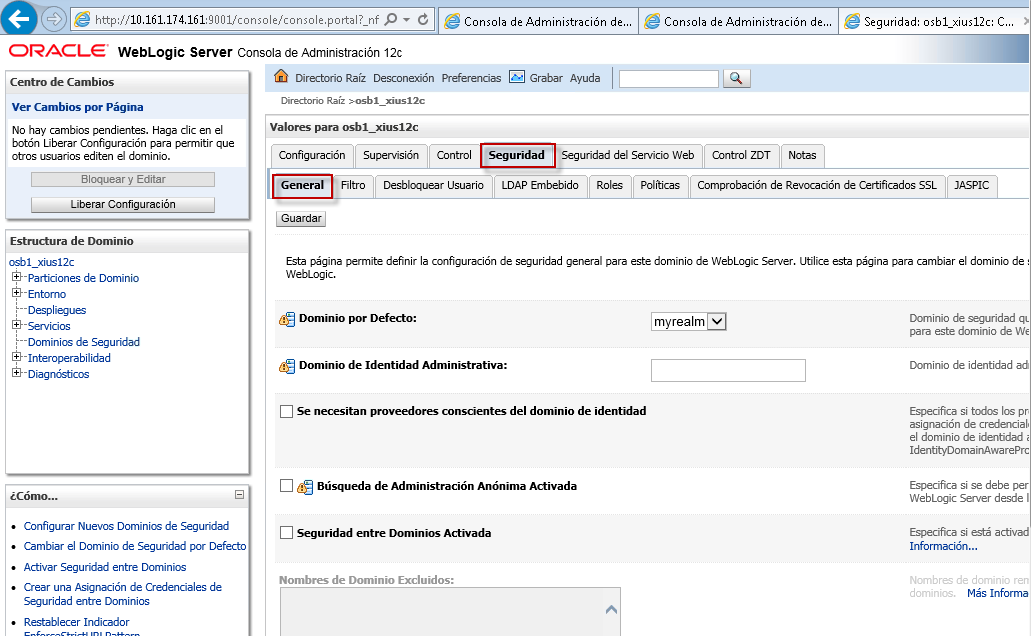 http://10.161.174.161:9001/console/console.portal?_nf
Consola de Administración de...
Consola de Administración de...
Seguridad: osb1_xius12c: C...
ORACLE WebLogic Server Consola de Administración 12c
Centro de Cambios
Ver Cambios por Página
No hay cambios pendientes. Haga clic en el
botón Liberar Configuración para permitir que
otros usuarios editen el dominio.
Bloquear y Editar
Liberar Configuración
Estructura de Dominio
osb1_xius12c
Particiones de Dominio
Entorno
Despliegues
Servicios
Dominios de Seguridad
Interoperabilidad
Diagnósticos
¿Cómo...
Configurar Nuevos Dominios de Seguridad
Cambiar el Dominio de Seguridad por Defecto
Activar Seguridad entre Dominios
Crear una Asignación de Credenciales de
Seguridad entre Dominios
Restablecer Indicador
EnforceStrictURLPattern
Directorio Raíz Desconexión Preferencias Grabar Ayuda
Directorio Raíz >osb1_xius12c
Valores para osb1_xius12c
Configuración Supervisión Control Seguridad Seguridad del Servicio Web Control ZDT Notas
General Filtro Desbloquear Usuario LDAP Embebido Roles Políticas Comprobación de Revocación de Certificados SSL JASPIC
Guardar
Esta página permite definir la configuración de seguridad general para este dominio de WebLogic Server. Utilice esta página para cambiar el dominio de
WebLogic.
Dominio por Defecto:
myrealm
Dominio de seguridad qu
para este dominio de We
Dominio de Identidad Administrativa:
Dominio de identidad ad
Se necesitan proveedores conscientes del dominio de identidad
Especifica si todos los pr
asignación de credencial
el dominio de identidad a
IdentityDomainAwarePro
Búsqueda de Administración Anónima Activada
Especifica si se debe per
WebLogic Server desde l
Seguridad entre Dominios Activada
Especifica si está activad
Información...
Nombres de Dominio Excluidos:
Nombres de dominio ren
dominios. Más Informa